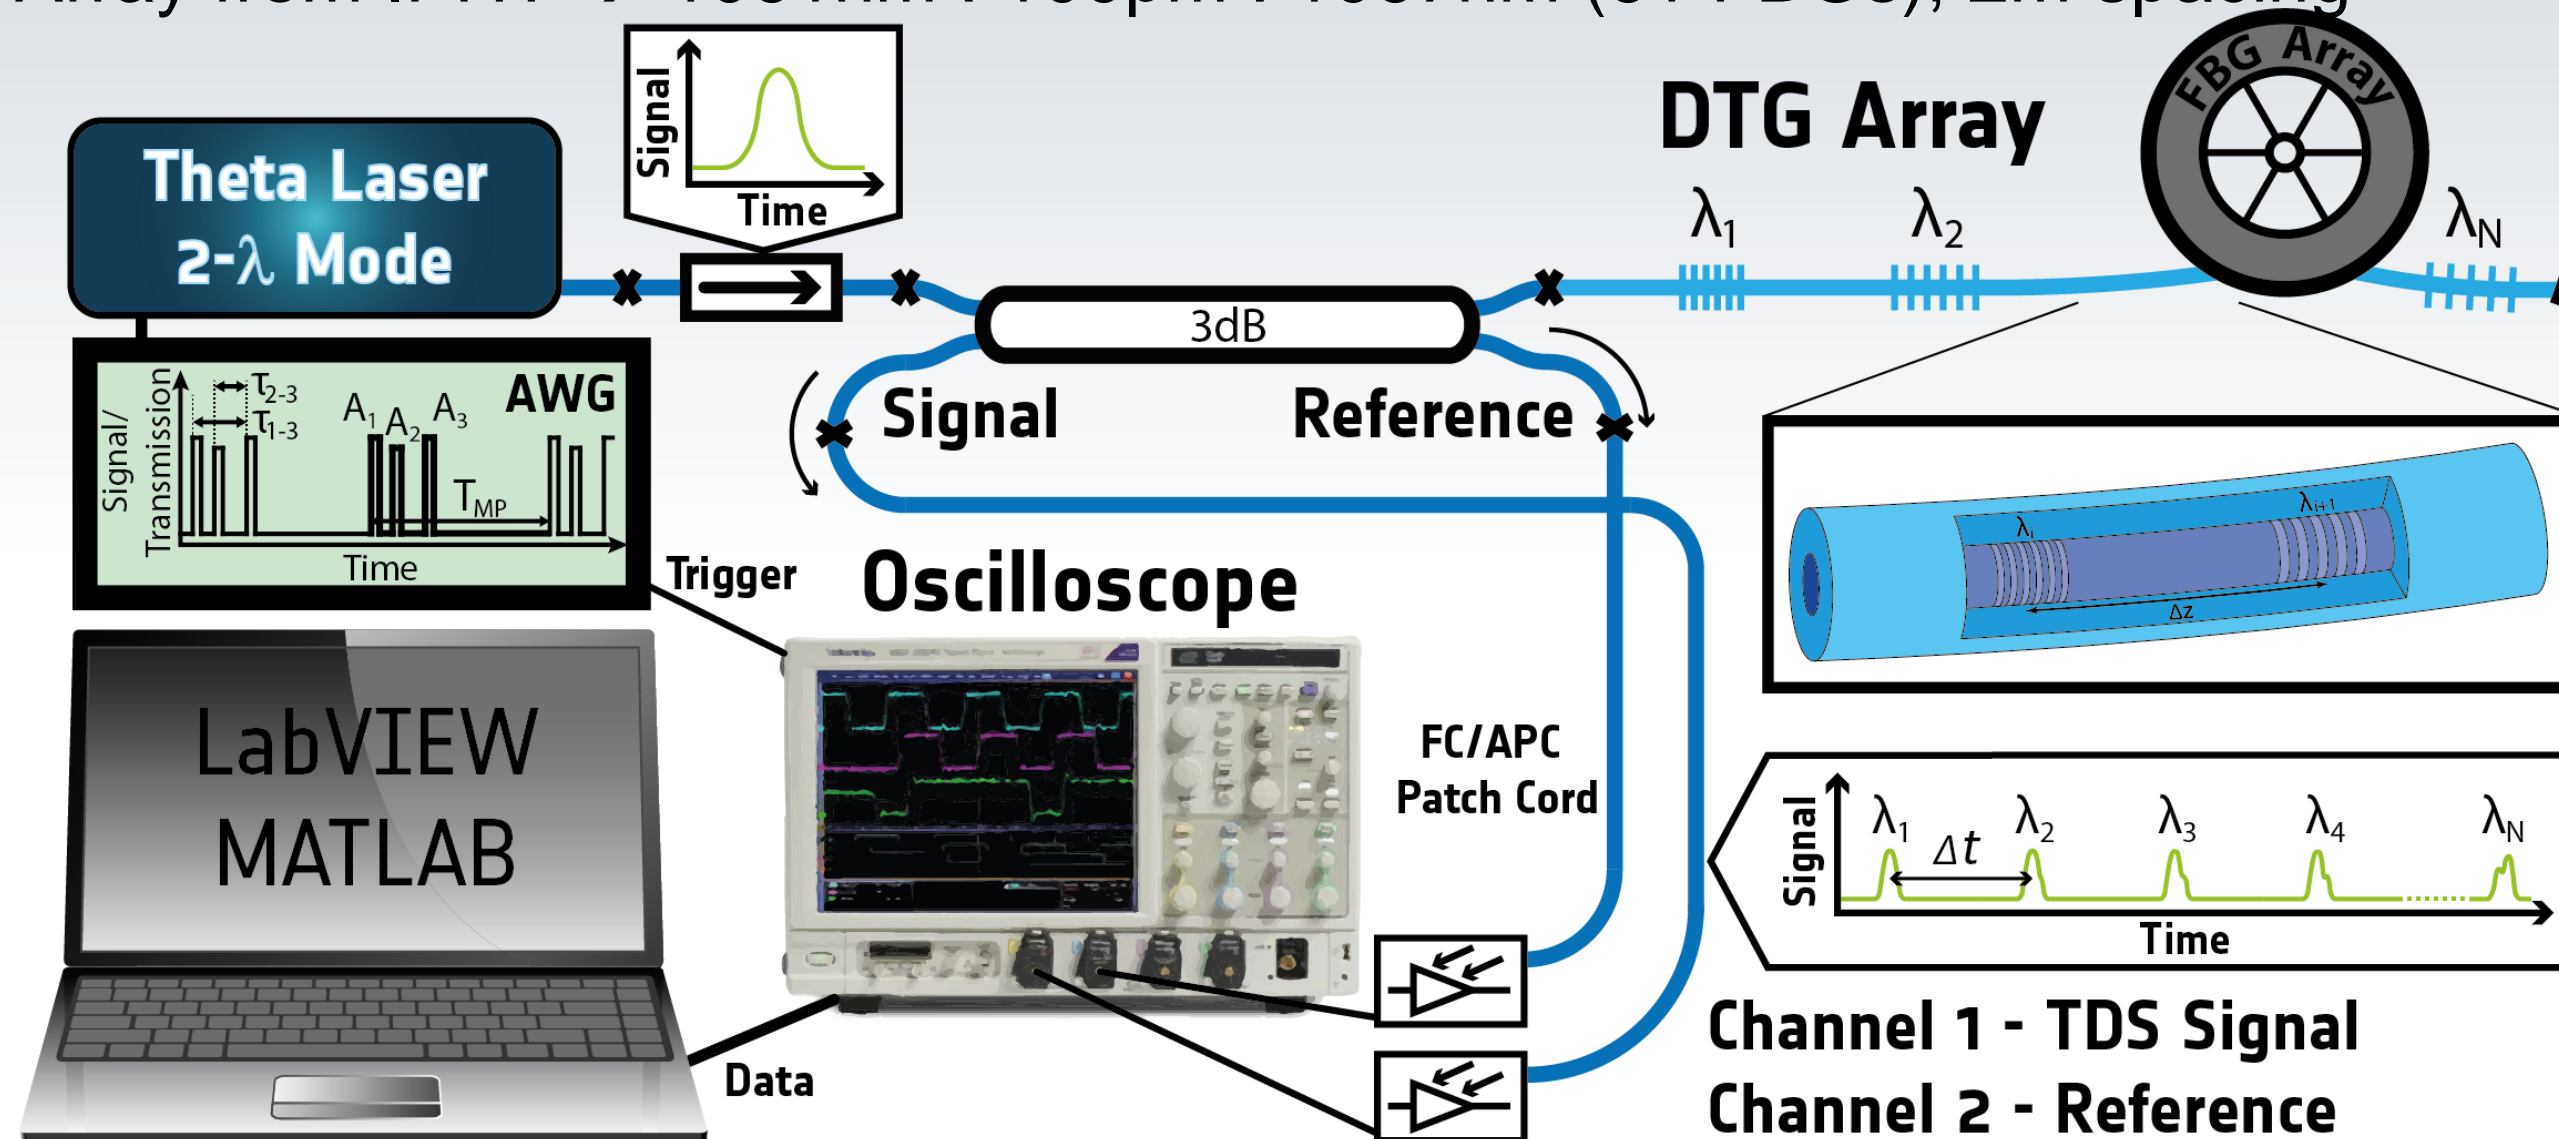 FBG Array
DTG Array
Signal
Time
Theta Laser
2-λ Mode
λ1
λ2
λN
3dB
Signal/
Transmission
τ2-3
τ1-3
A1
A2
A3
AWG
TMP
Time
Signal
Reference
Trigger
Oscilloscope
λi
λi+1
Δz
LabVIEW
MATLAB
FC/APC
Patch Cord
Signal
λ1
Δt
λ2
λ3
λ4
λN
Time
Data
Channel 1 - TDS Signal
Channel 2 - Reference